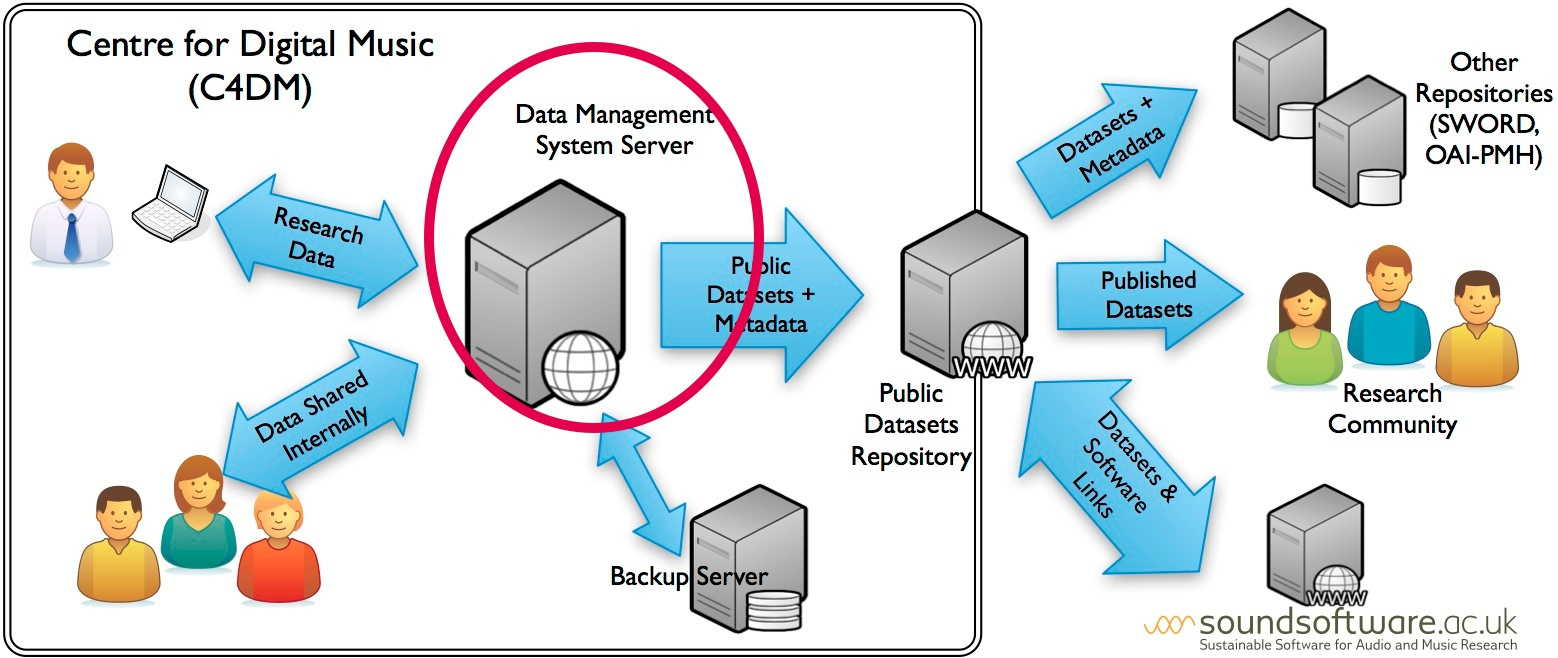 Centre for Digital Music
(C4DM)
Data Management
System Server
Research
Data
Data Shared
Internally
Public
Datasets +
Metadata
Backup Server
Public
Datasets
Repository
Datasets +
Metadata
Other
Repositories
(SWORD,
OAI-PMH)
Published
Datasets
Research
Community
Datasets &
Software
Links
WWW
WWW
soundsoftware.ac.uk
Sustainable Software for Audio and Music Research